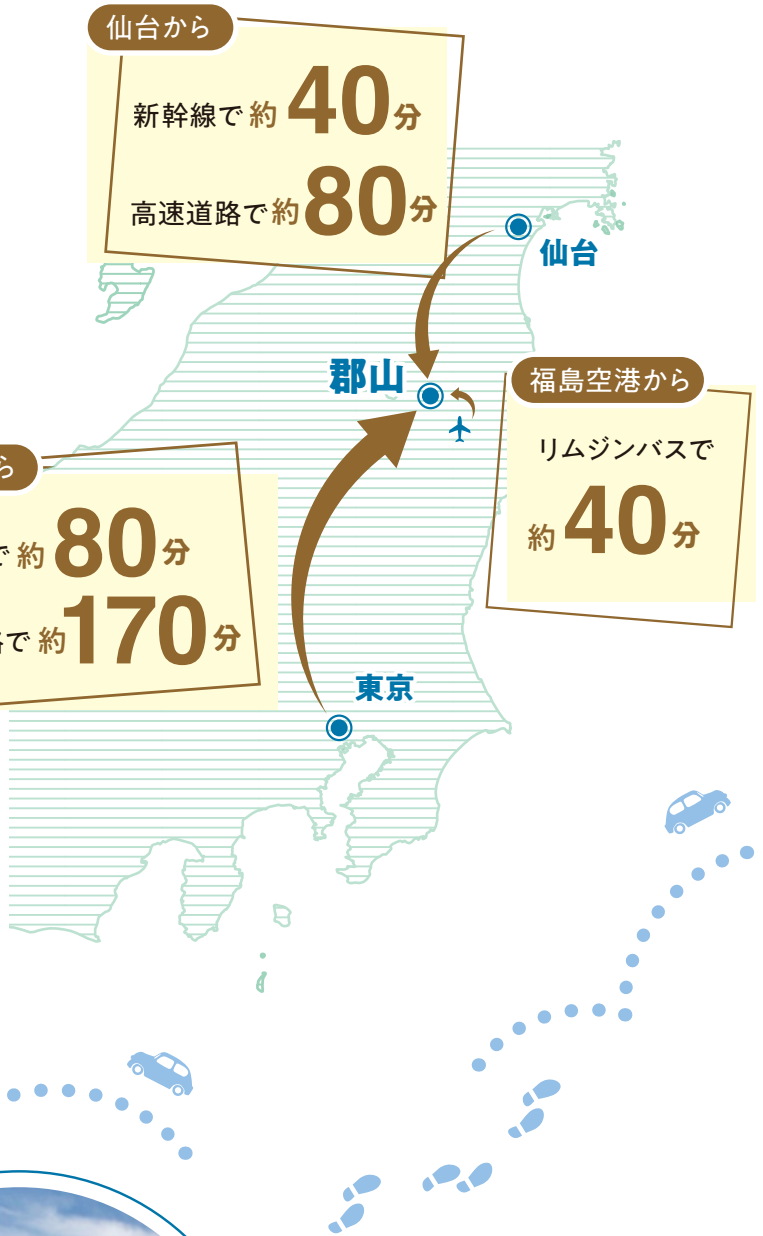 仙台から
新幹線で約40分
高速道路で約80分
仙台
郡山
福島空港から
リムジンバスで
約40分
ら
で約80分
で約170分
東京